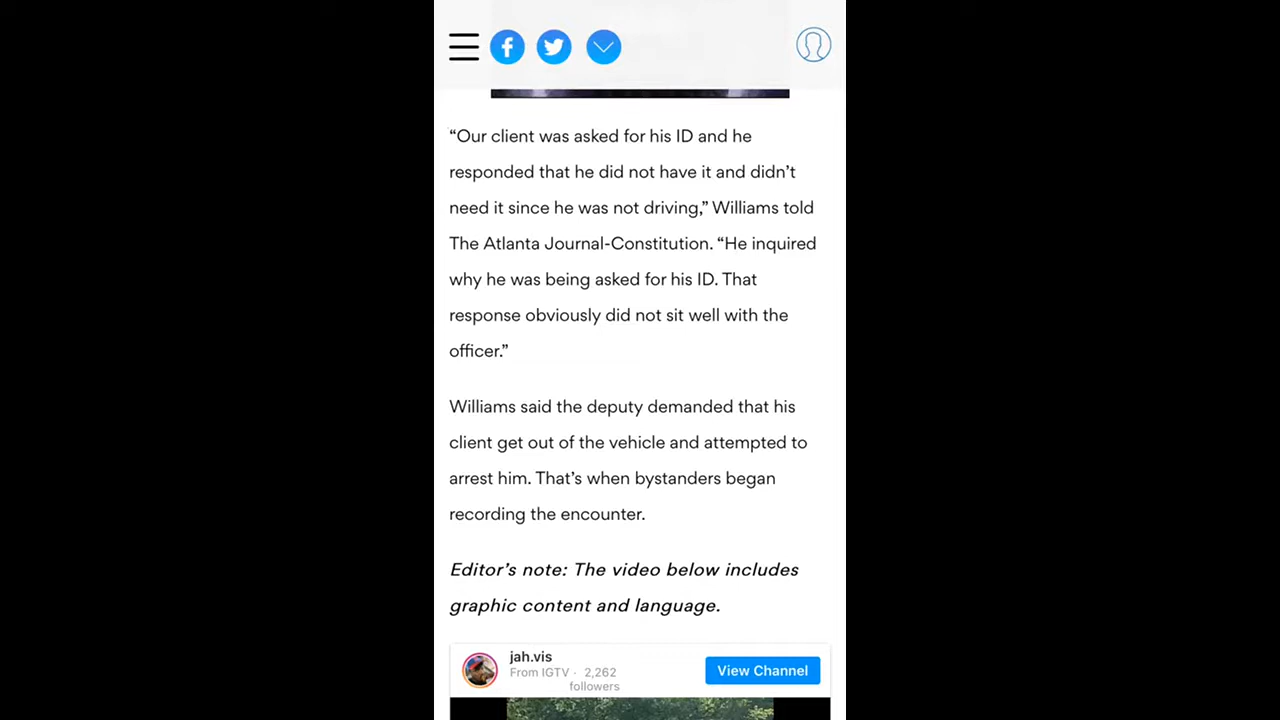 “Our client was asked for his ID and he
responded that he did not have it and didn’t
need it since he was not driving,” Williams told
The Atlanta Journal-Constitution. “He inquired
why he was being asked for his ID. That
response obviously did not sit well with the
officer.”
Williams said the deputy demanded that his
client get out of the vehicle and attempted to
arrest him. That’s when bystanders began
recording the encounter.
Editor’s note: The video below includes
graphic content and language.
jah.vis
From IGTV · 2,262
followers
View Channel